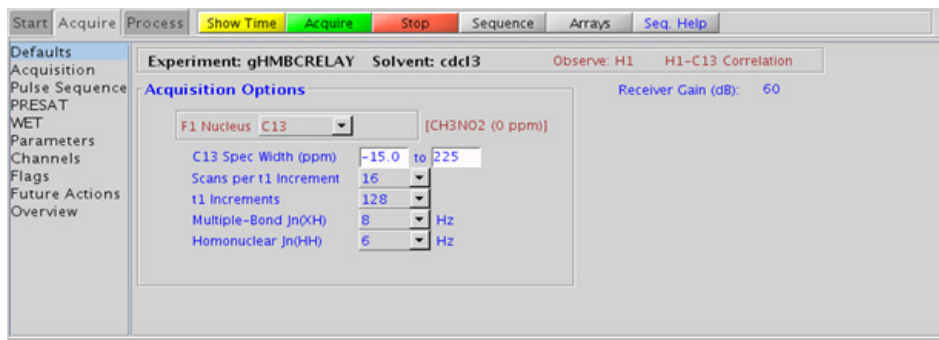 Start Acquire Process Show Time Acquire Stop Sequence Arrays Seq. Help
Defaults
Acquisition
Pulse Sequence
PRESAT
WET
Parameters
Channels
Flags
Future Actions
Overview
Experiment: gHMBCRELAY Solvent: cdcl3 Observe: H1 H1-C13 Correlation
Acquisition Options Receiver Gain (dB): 60
F1 Nucleus C13 [CH3NO2 (0 ppm)]
C13 Spec Width (ppm) -15.0 to 225
Scans per t1 Increment 16
t1 Increments 128
Multiple-Bond Jn(XH) 8 Hz
Homonuclear Jn(HH) 6 Hz